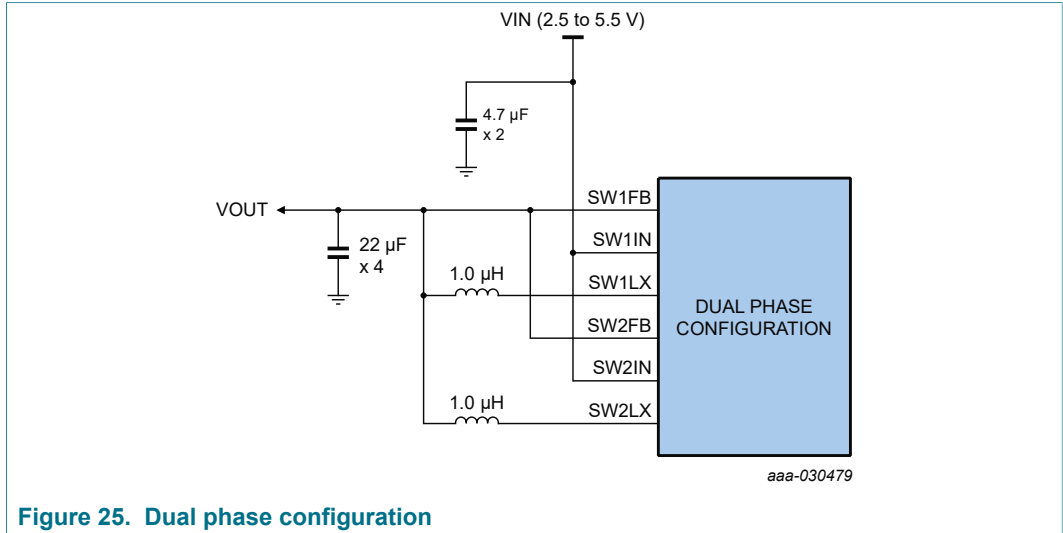 VIN (2.5 to 5.5 V)
4.7 µF
x 2
SW1FB
VOUT
SW1IN
22 µF
x 4
1.0 µH
SW1LX
DUAL PHASE
CONFIGURATION
SW2FB
SW2IN
1.0 µH
SW2LX
aaa-030479
Figure 25. Dual phase configuration